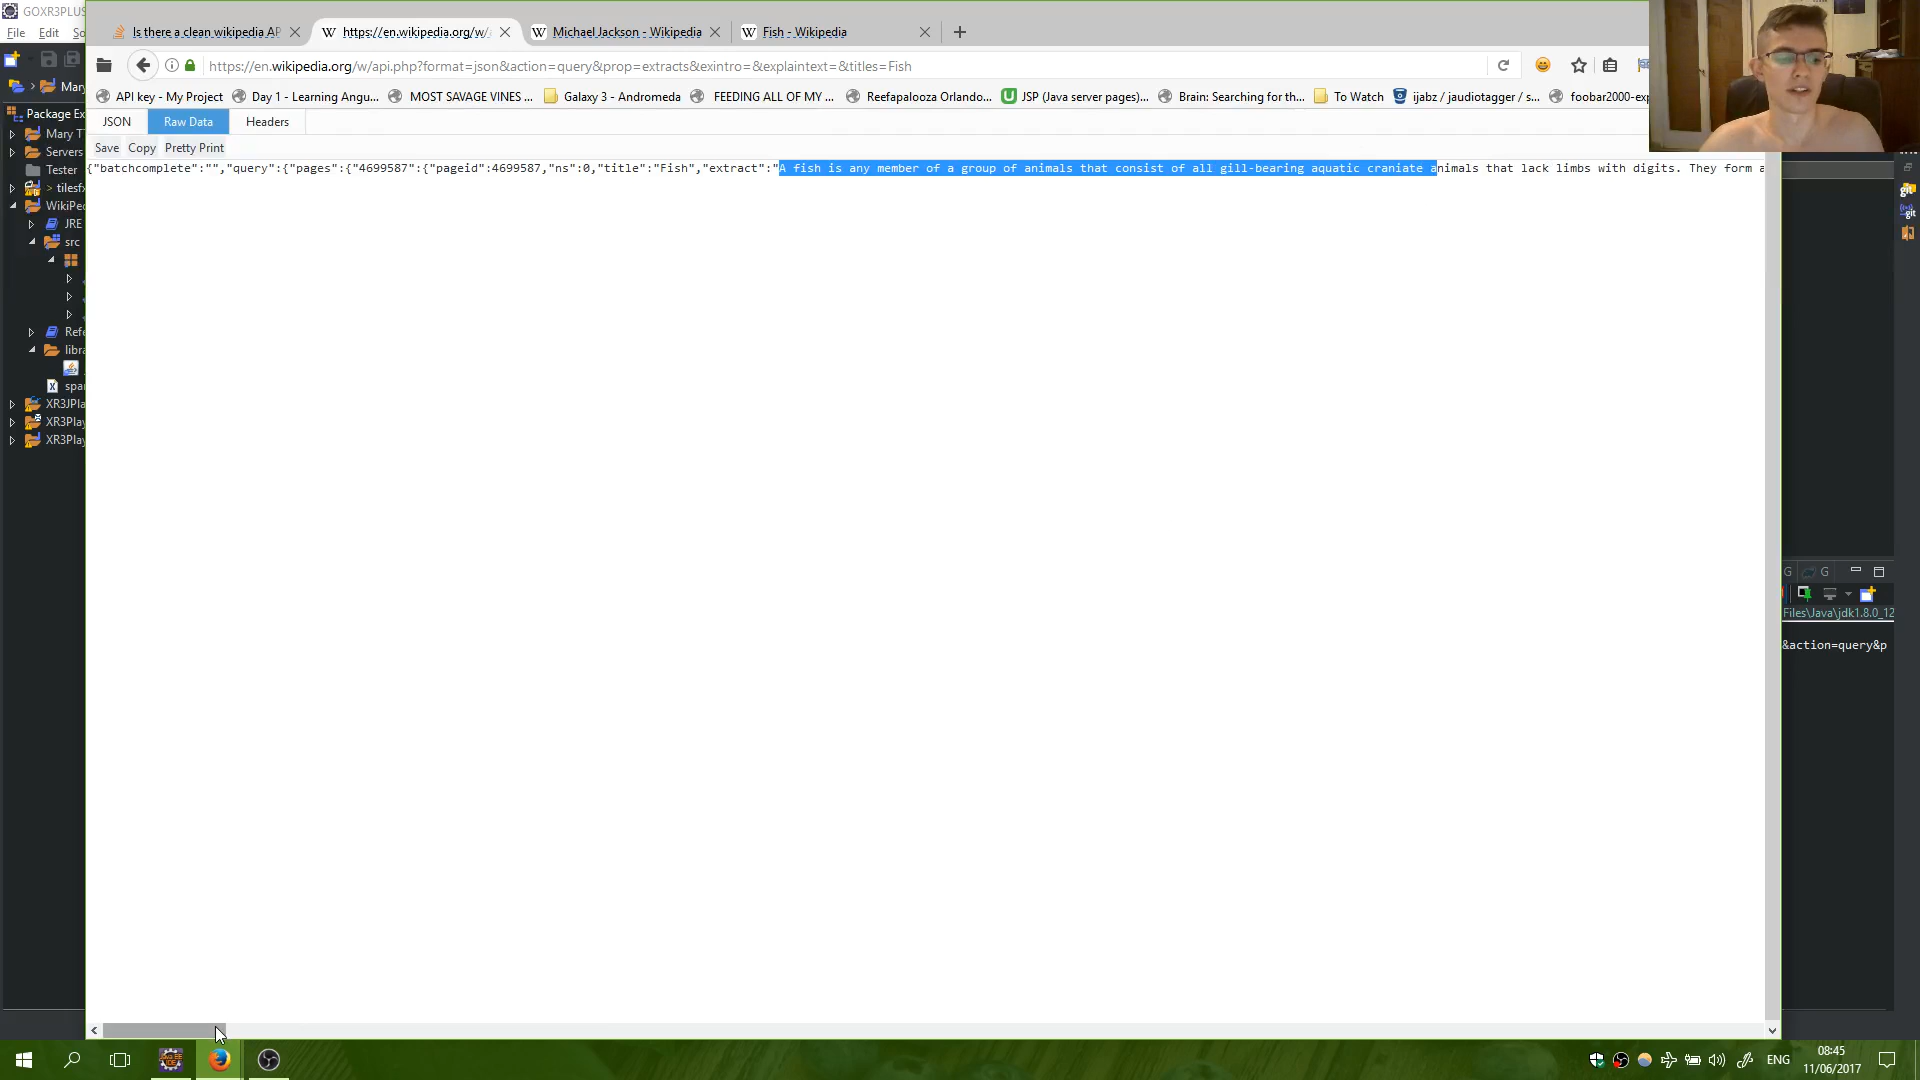 GOXR3PLUS
File Edit So
Is there a clean wikipedia AP
https://en.wikipedia.org/w/
Michael Jackson - Wikipedia
Fish - Wikipedia
https://en.wikipedia.org/w/api.php?format=json&action=query&prop=extracts&exintro=&explaintext=&titles=Fish
API key - My Project
Day 1 - Learning Angu...
MOST SAVAGE VINES ...
Galaxy 3 - Andromeda
FEEDING ALL OF MY ...
Reefapalooza Orlando...
JSP (Java server pages)...
Brain: Searching for th...
To Watch
ijabz / jaudiotagger / s...
foobar2000-exp
JSON
Raw Data
Headers
Save
Copy
Pretty Print
{"batchcomplete":"","query":{"pages":{"4699587":{"pageid":4699587,"ns":0,"title":"Fish","extract":"A fish is any member of a group of animals that consist of all gill-bearing aquatic craniate animals that lack limbs with digits. They form a
Mary
Package Ex
Mary T
Servers
Tester
> tilesfx
WikiPed
JRE
src
Refe
libra
spa
XR3JPla
XR3Play
XR3Play
G
G
Files\Java\jdk1.8.0_12
&action=query&p
ENG
08:45
11/06/2017